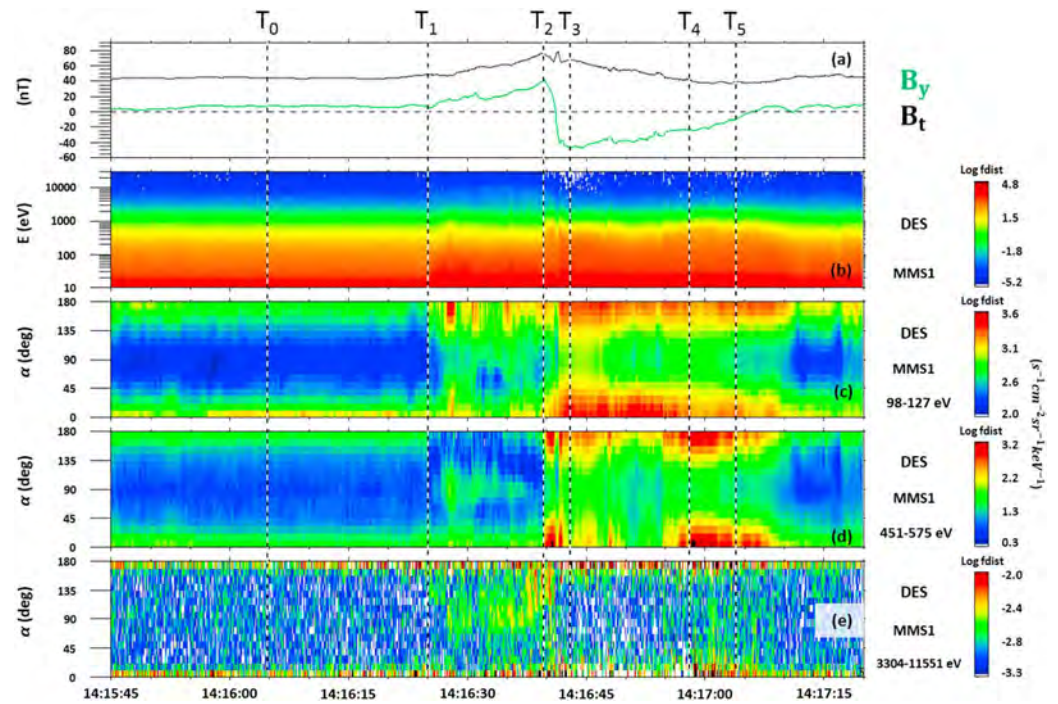 T0 T1 T2 T3 T4 T5
80
60
40
20
0
-20
-40
-60
(nT)
(a)
By
Bt
10000
1000
100
10
E (eV)
(b)
DES
MMS1
Log fdist
4.8
1.5
-1.8
-5.2
180
135
90
45
0
α (deg)
(c)
DES
MMS1
98-127 eV
Log fdist
3.6
3.1
2.6
2.0
(s⁻¹cm⁻²sr⁻¹keV⁻¹)
180
135
90
45
0
α (deg)
(d)
DES
MMS1
451-575 eV
Log fdist
3.2
2.3
1.3
0.3
180
135
90
45
0
α (deg)
(e)
DES
MMS1
3304-11551 eV
Log fdist
-2.0
-2.4
-2.8
-3.3
14:15:45 14:16:00 14:16:15 14:16:30 14:16:45 14:17:00 14:17:15